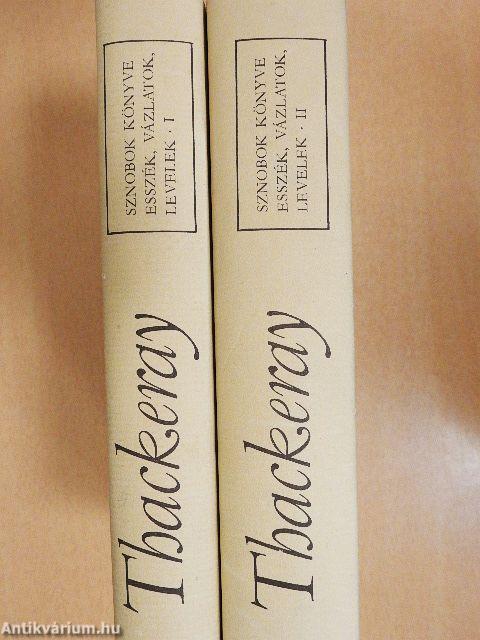 Thackeray
SZNOBOK KÖNYVE
ESSZÉK, VÁZLATOK,
LEVELEK · I
Thackeray
SZNOBOK KÖNYVE
ESSZÉK, VÁZLATOK,
LEVELEK · II
Antikvárium.hu